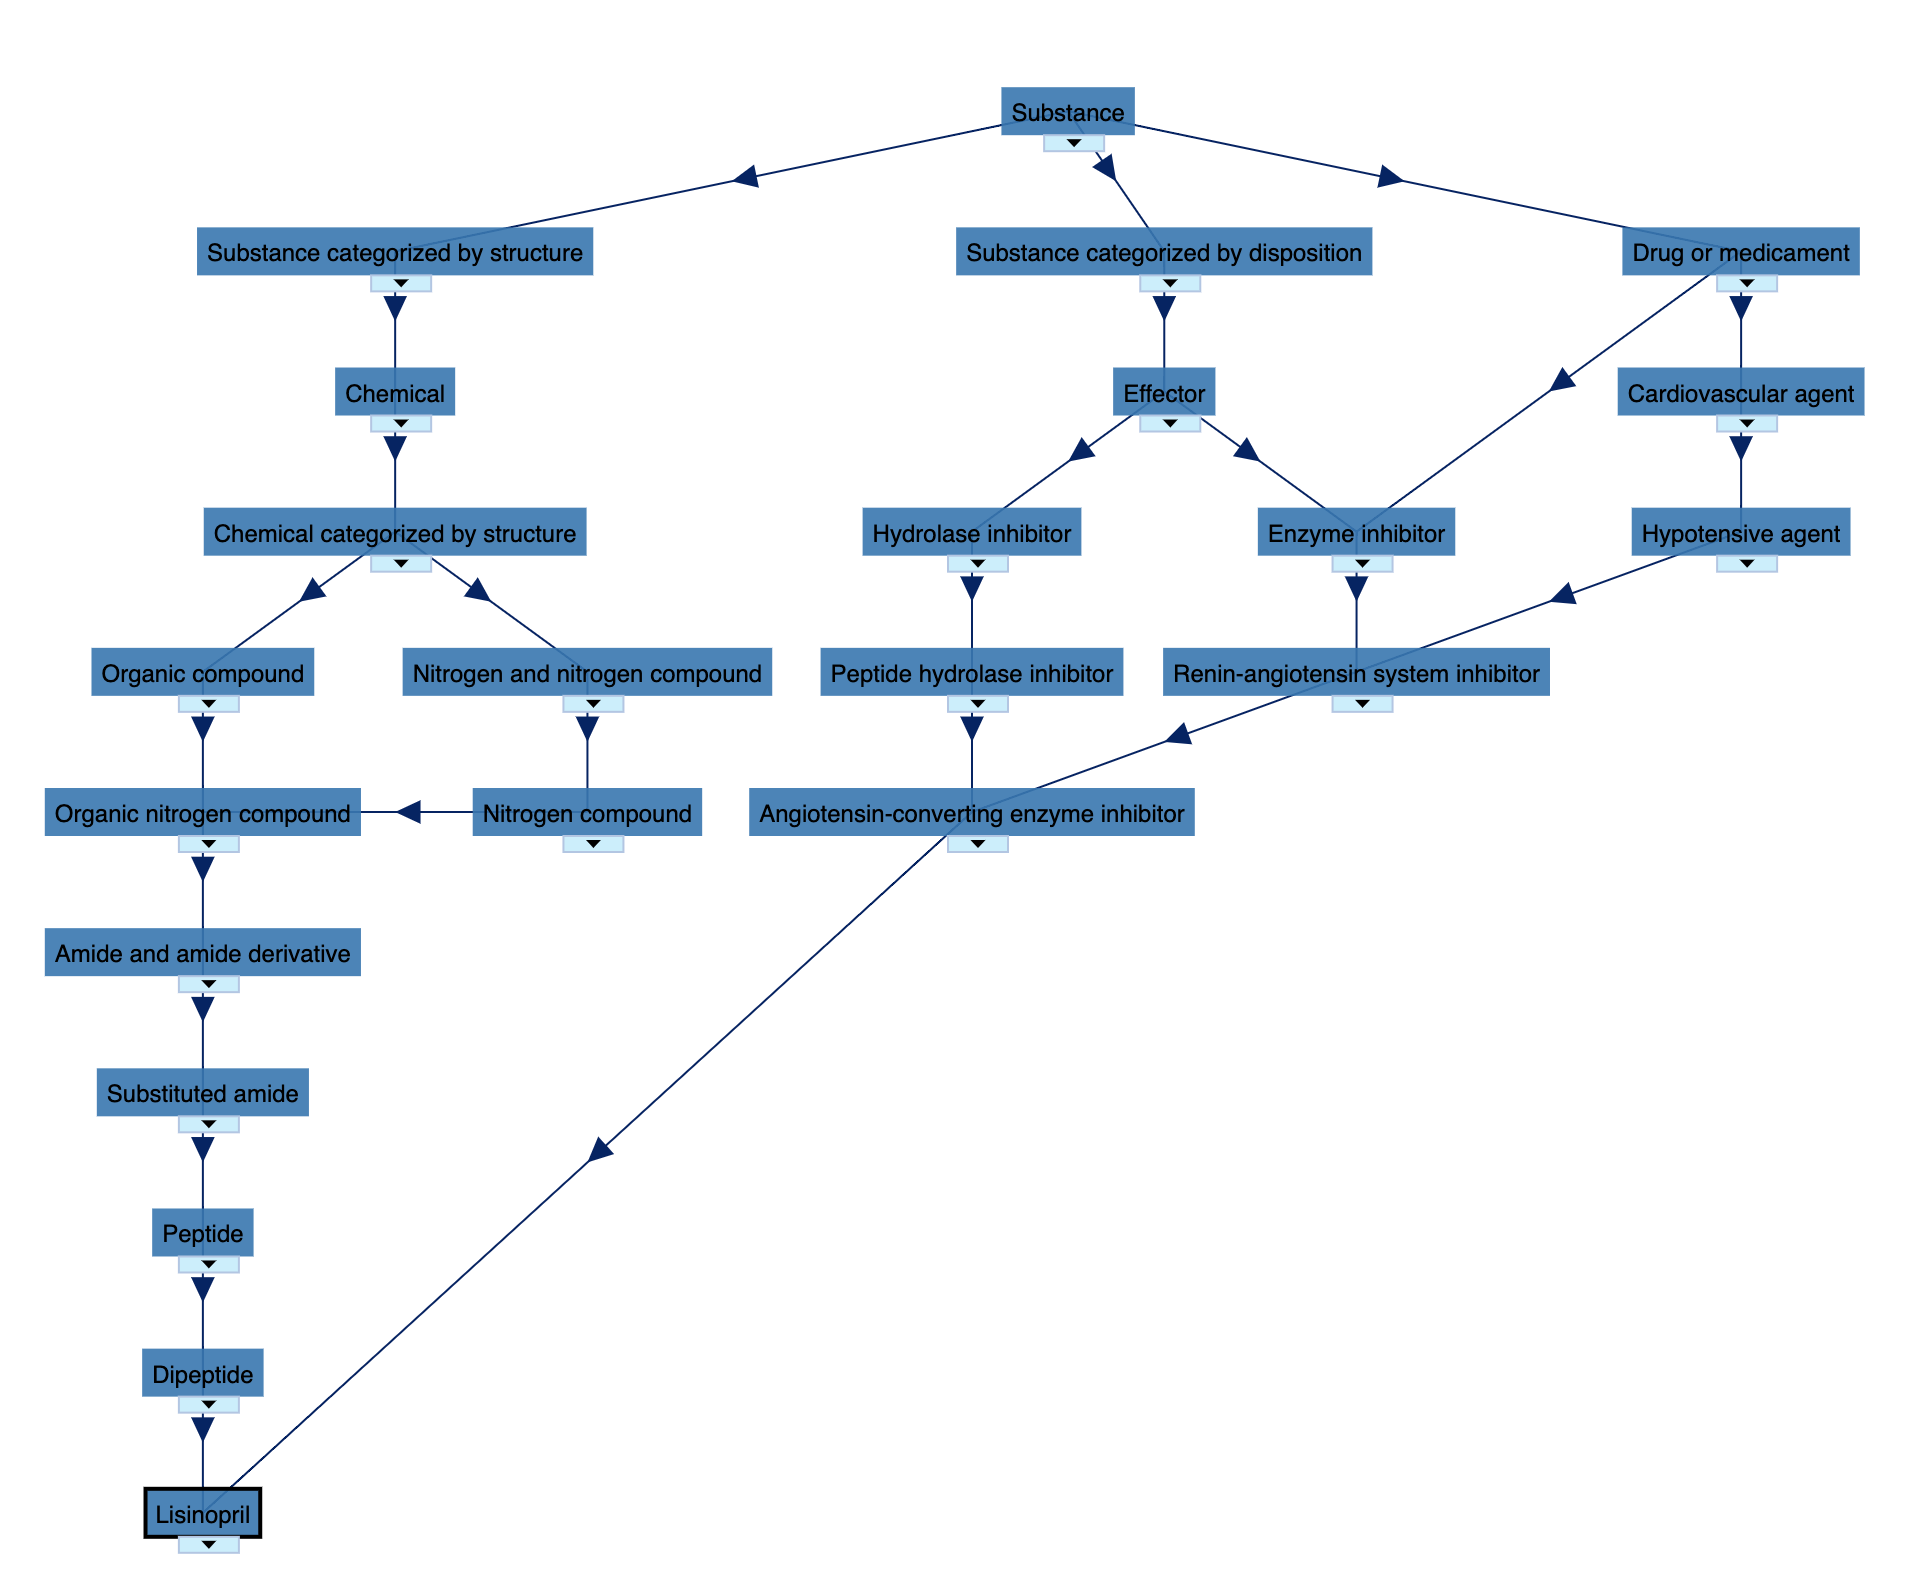 Substance
Substance categorized by structure
Substance categorized by disposition
Drug or medicament
Chemical
Effector
Cardiovascular agent
Chemical categorized by structure
Hydrolase inhibitor
Enzyme inhibitor
Hypotensive agent
Organic compound
Nitrogen and nitrogen compound
Peptide hydrolase inhibitor
Renin-angiotensin system inhibitor
Organic nitrogen compound
Nitrogen compound
Angiotensin-converting enzyme inhibitor
Amide and amide derivative
Substituted amide
Peptide
Dipeptide
Lisinopril